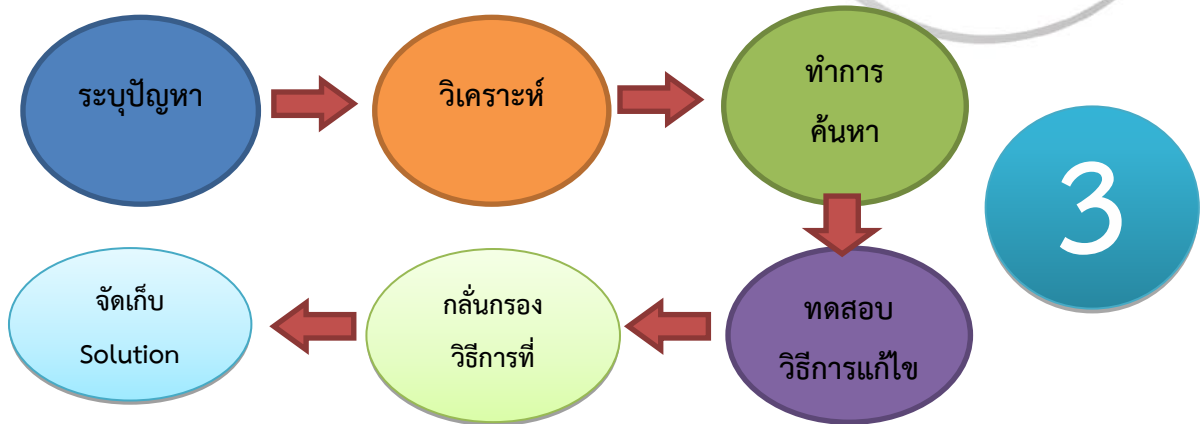 ระบุปัญหา
วิเคราะห์
ทำการ
ค้นหา
3
ทดสอบ
วิธีการแก้ไข
กลั่นกรอง
วิธีการที่
จัดเก็บ
Solution